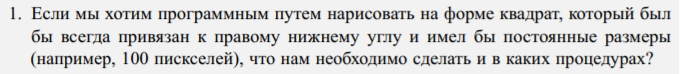 1. Если мы хотим программным путем нарисовать на форме квадрат, который был
бы всегда привязан к правому нижнему углу и имел бы постоянные размеры
(например, 100 пискселей), что нам необходимо сделать и в каких процедурах?